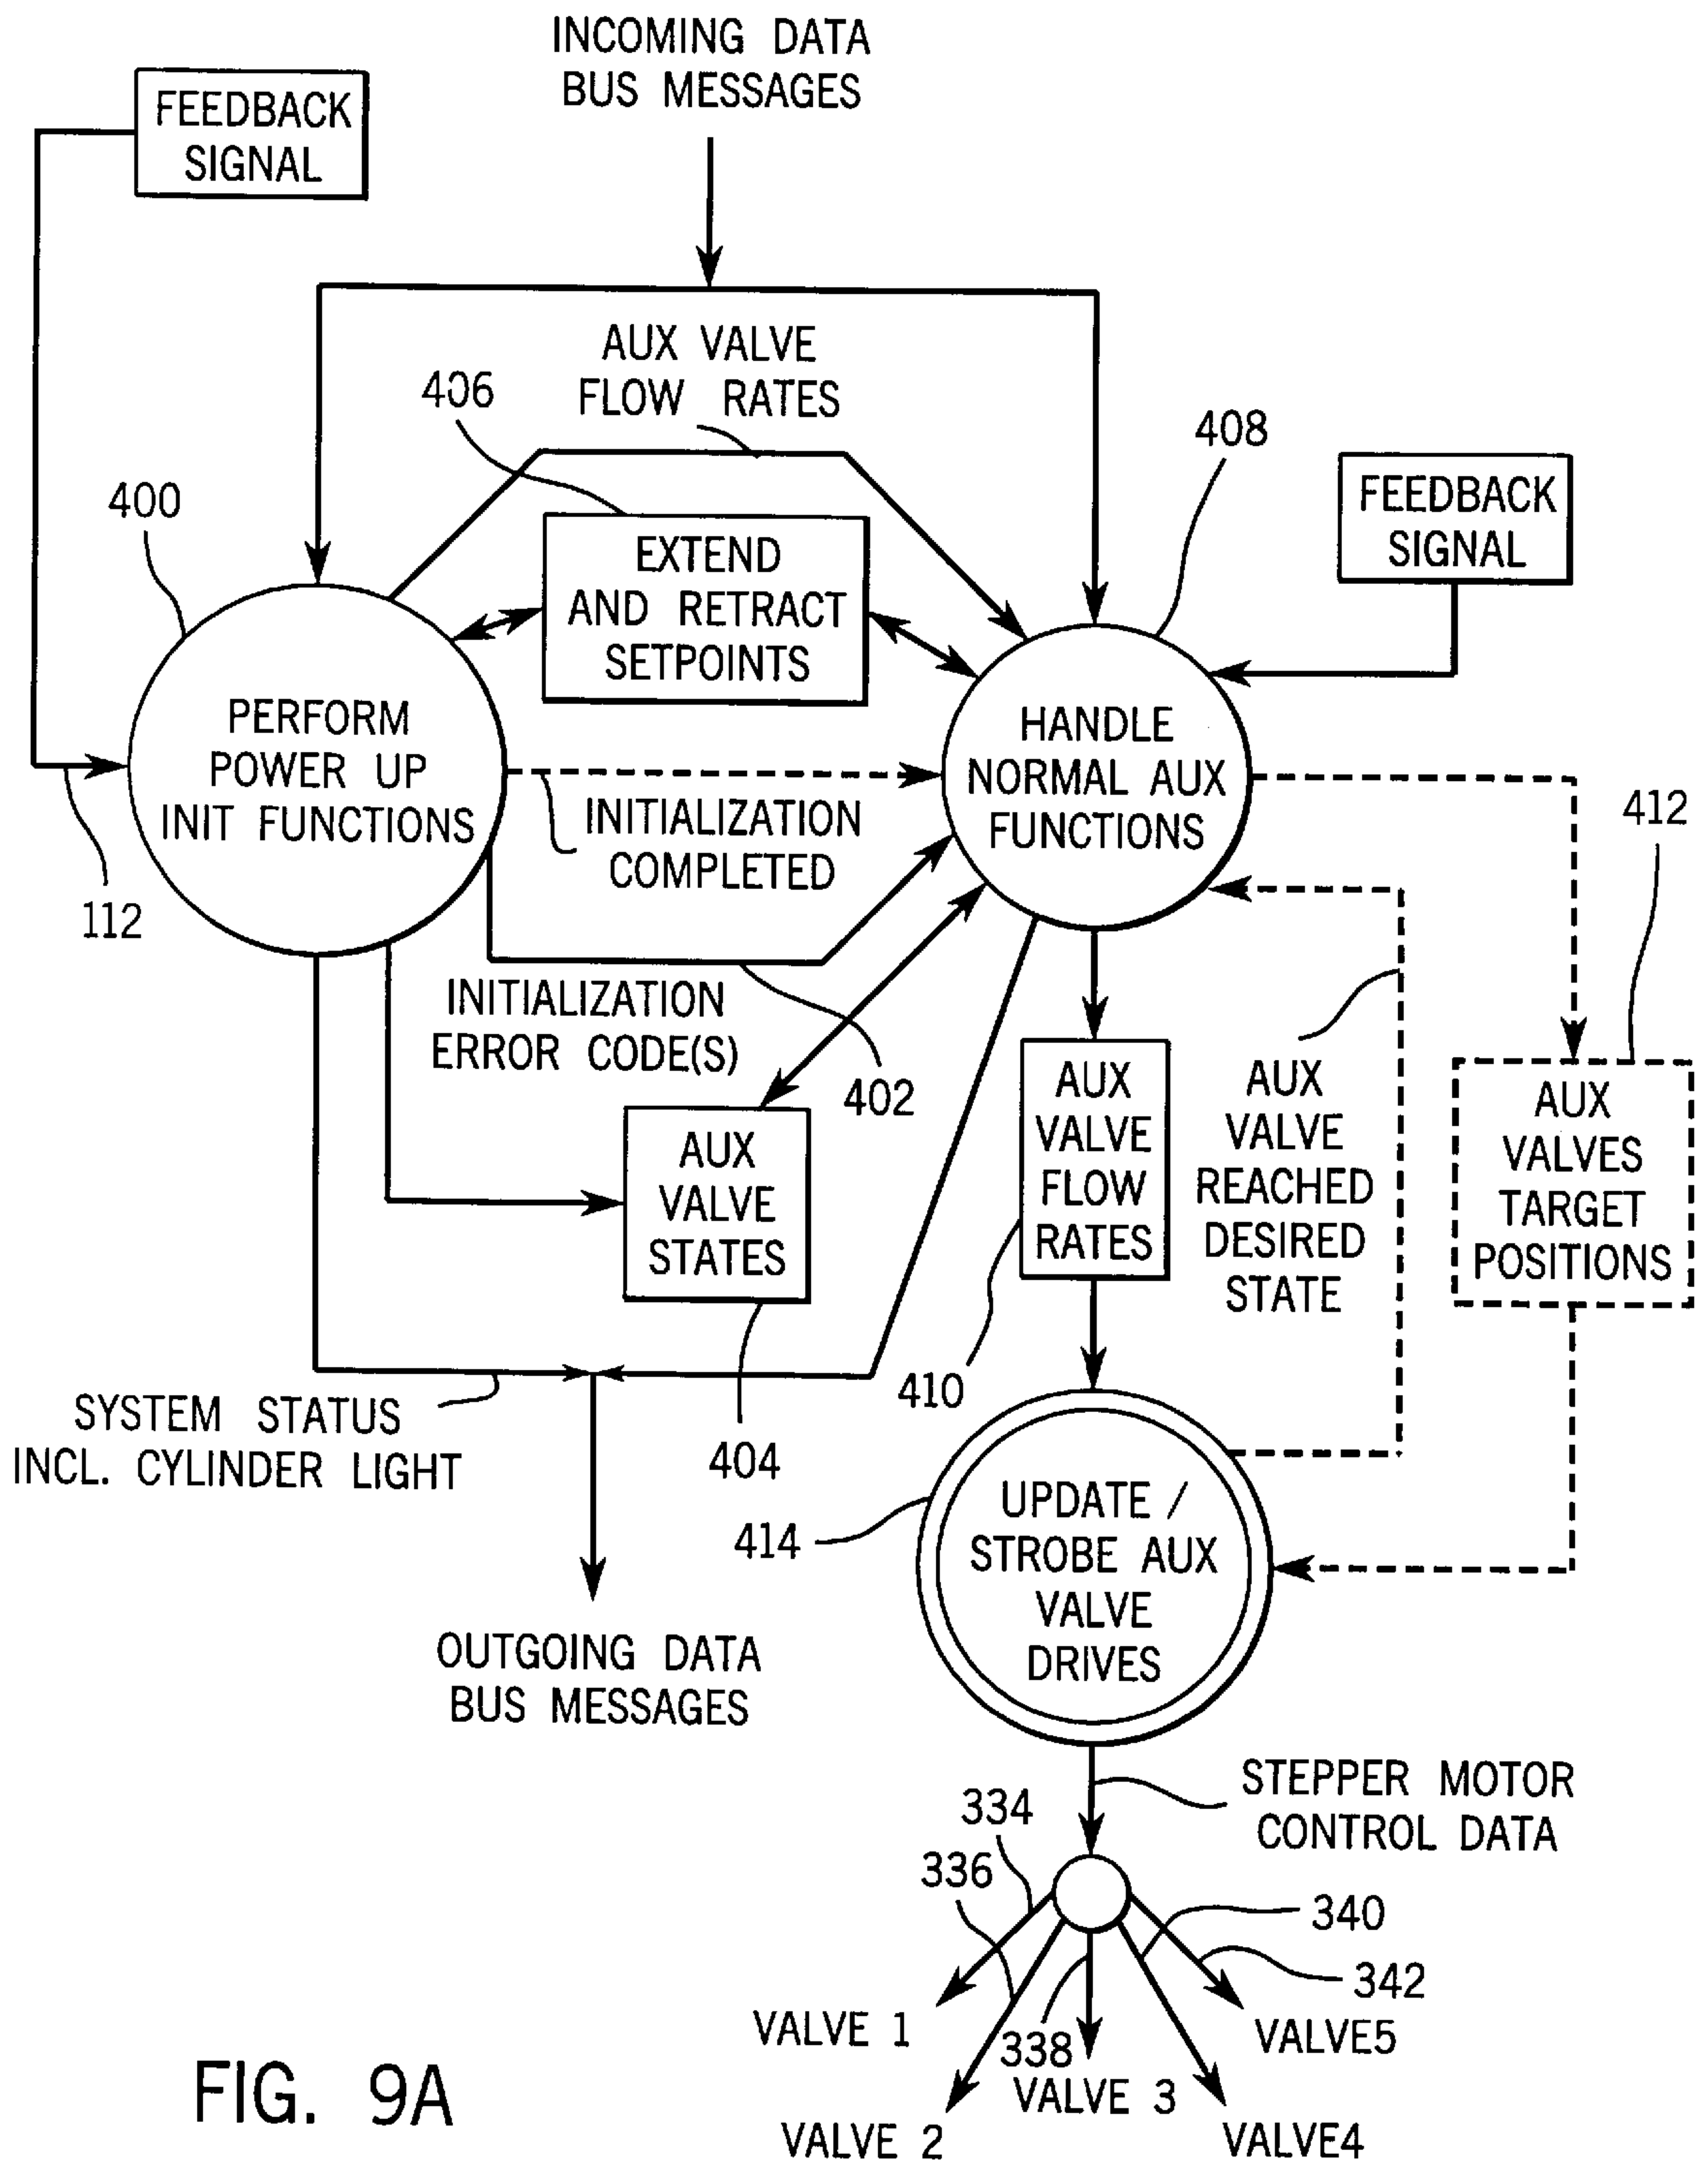 INCOMING DATA
BUS MESSAGES
FEEDBACK
SIGNAL
AUX VALVE
FLOW RATES
406
408
400
FEEDBACK
SIGNAL
EXTEND
AND RETRACT
SETPOINTS
PERFORM
POWER UP
INIT FUNCTIONS
HANDLE
NORMAL AUX
FUNCTIONS
412
INITIALIZATION
COMPLETED
112
INITIALIZATION
ERROR CODE(S)
402
AUX
VALVE
FLOW
RATES
AUX
VALVE
REACHED
DESIRED
STATE
AUX
VALVES
TARGET
POSITIONS
AUX
VALVE
STATES
410
SYSTEM STATUS
INCL. CYLINDER LIGHT
404
414
UPDATE /
STROBE AUX
VALVE
DRIVES
OUTGOING DATA
BUS MESSAGES
STEPPER MOTOR
CONTROL DATA
334
336
340
342
338
VALVE 1
VALVE5
VALVE 3
VALVE 2
VALVE4
FIG. 9A